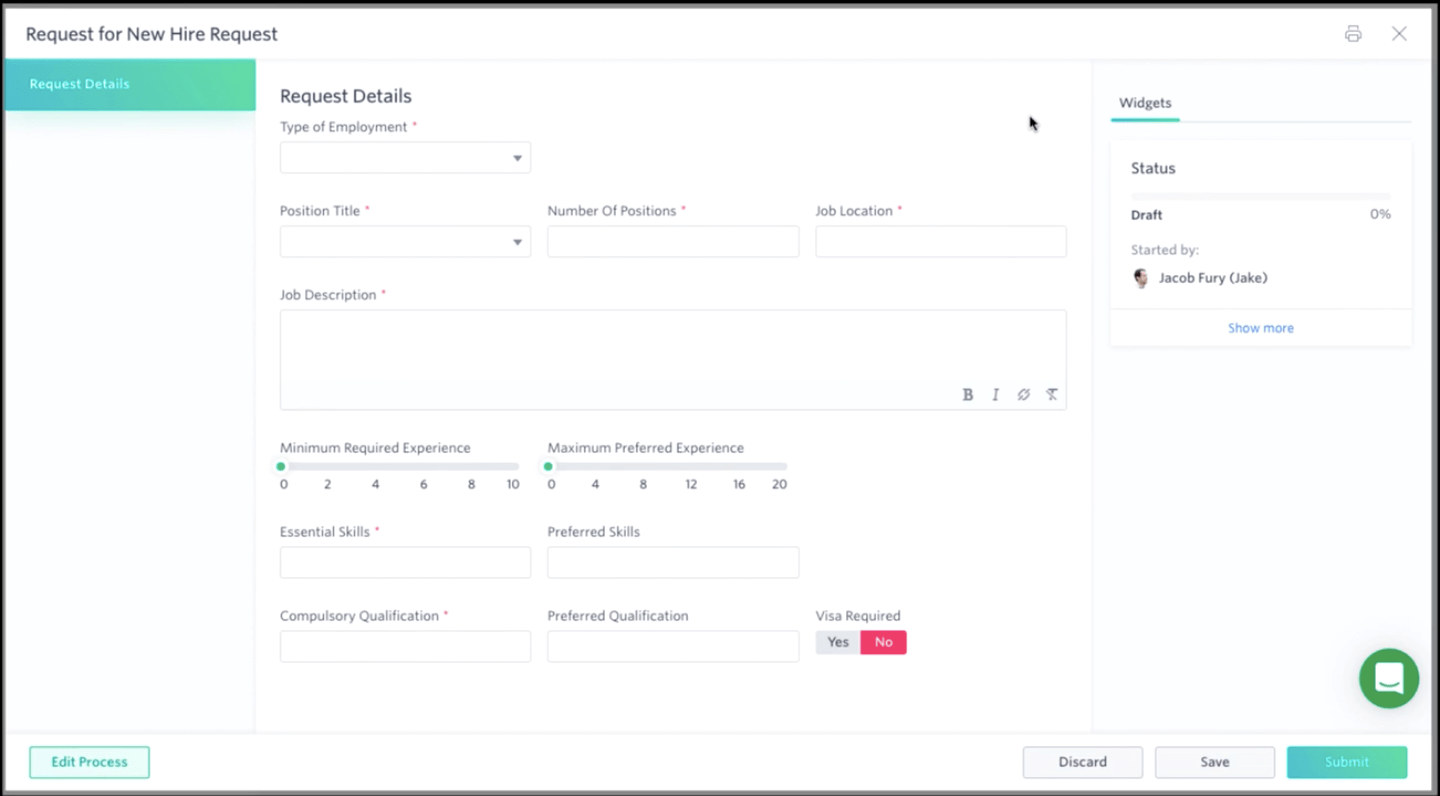 Request for New Hire Request
Request Details
Request Details
Type of Employment *
Position Title * Number Of Positions * Job Location *
Job Description *
B I
Minimum Required Experience Maximum Preferred Experience
0 2 4 6 8 10 0 4 8 12 16 20
Essential Skills * Preferred Skills
Compulsory Qualification * Preferred Qualification Visa Required
Yes No
Widgets
Status
Draft 0%
Started by:
Jacob Fury (Jake)
Show more
Edit Process Discard Save Submit